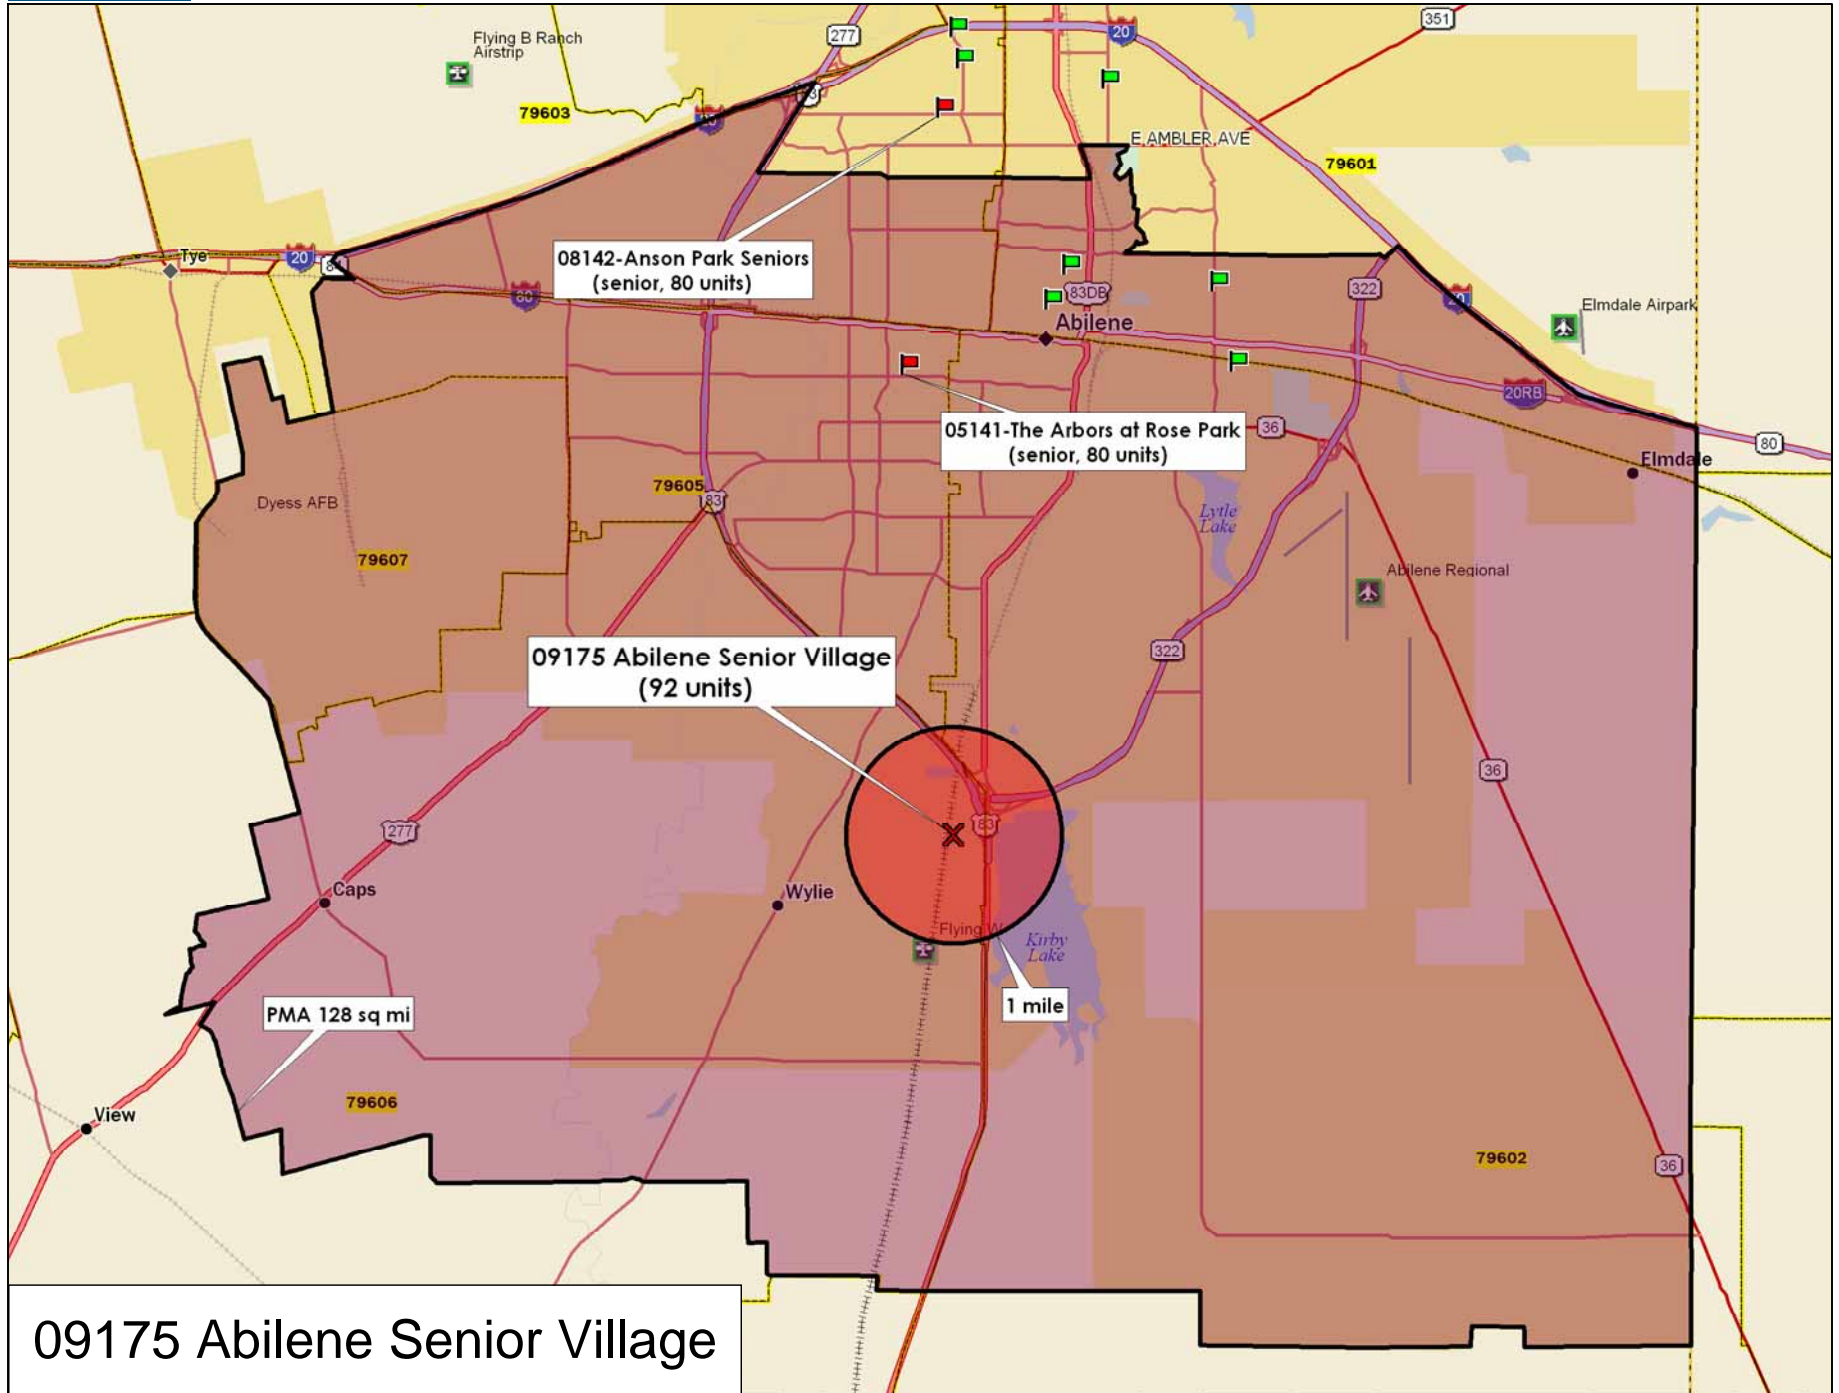 Flying B Ranch
Airstrip
277
20
351
79603
E AMBLER AVE
79601
Tye
20
08142-Anson Park Seniors
(senior, 80 units)
80
83DB
322
20
Elmdale Airpark
Abilene
20RB
05141-The Arbors at Rose Park
(senior, 80 units)
36
80
Elmdale
79605
83
Dyess AFB
Lytle
Lake
79607
Abilene Regional
09175 Abilene Senior Village
(92 units)
322
36
83
277
Caps
Wylie
Flying W
Kirby
Lake
PMA 128 sq mi
1 mile
79606
View
79602
36
09175 Abilene Senior Village